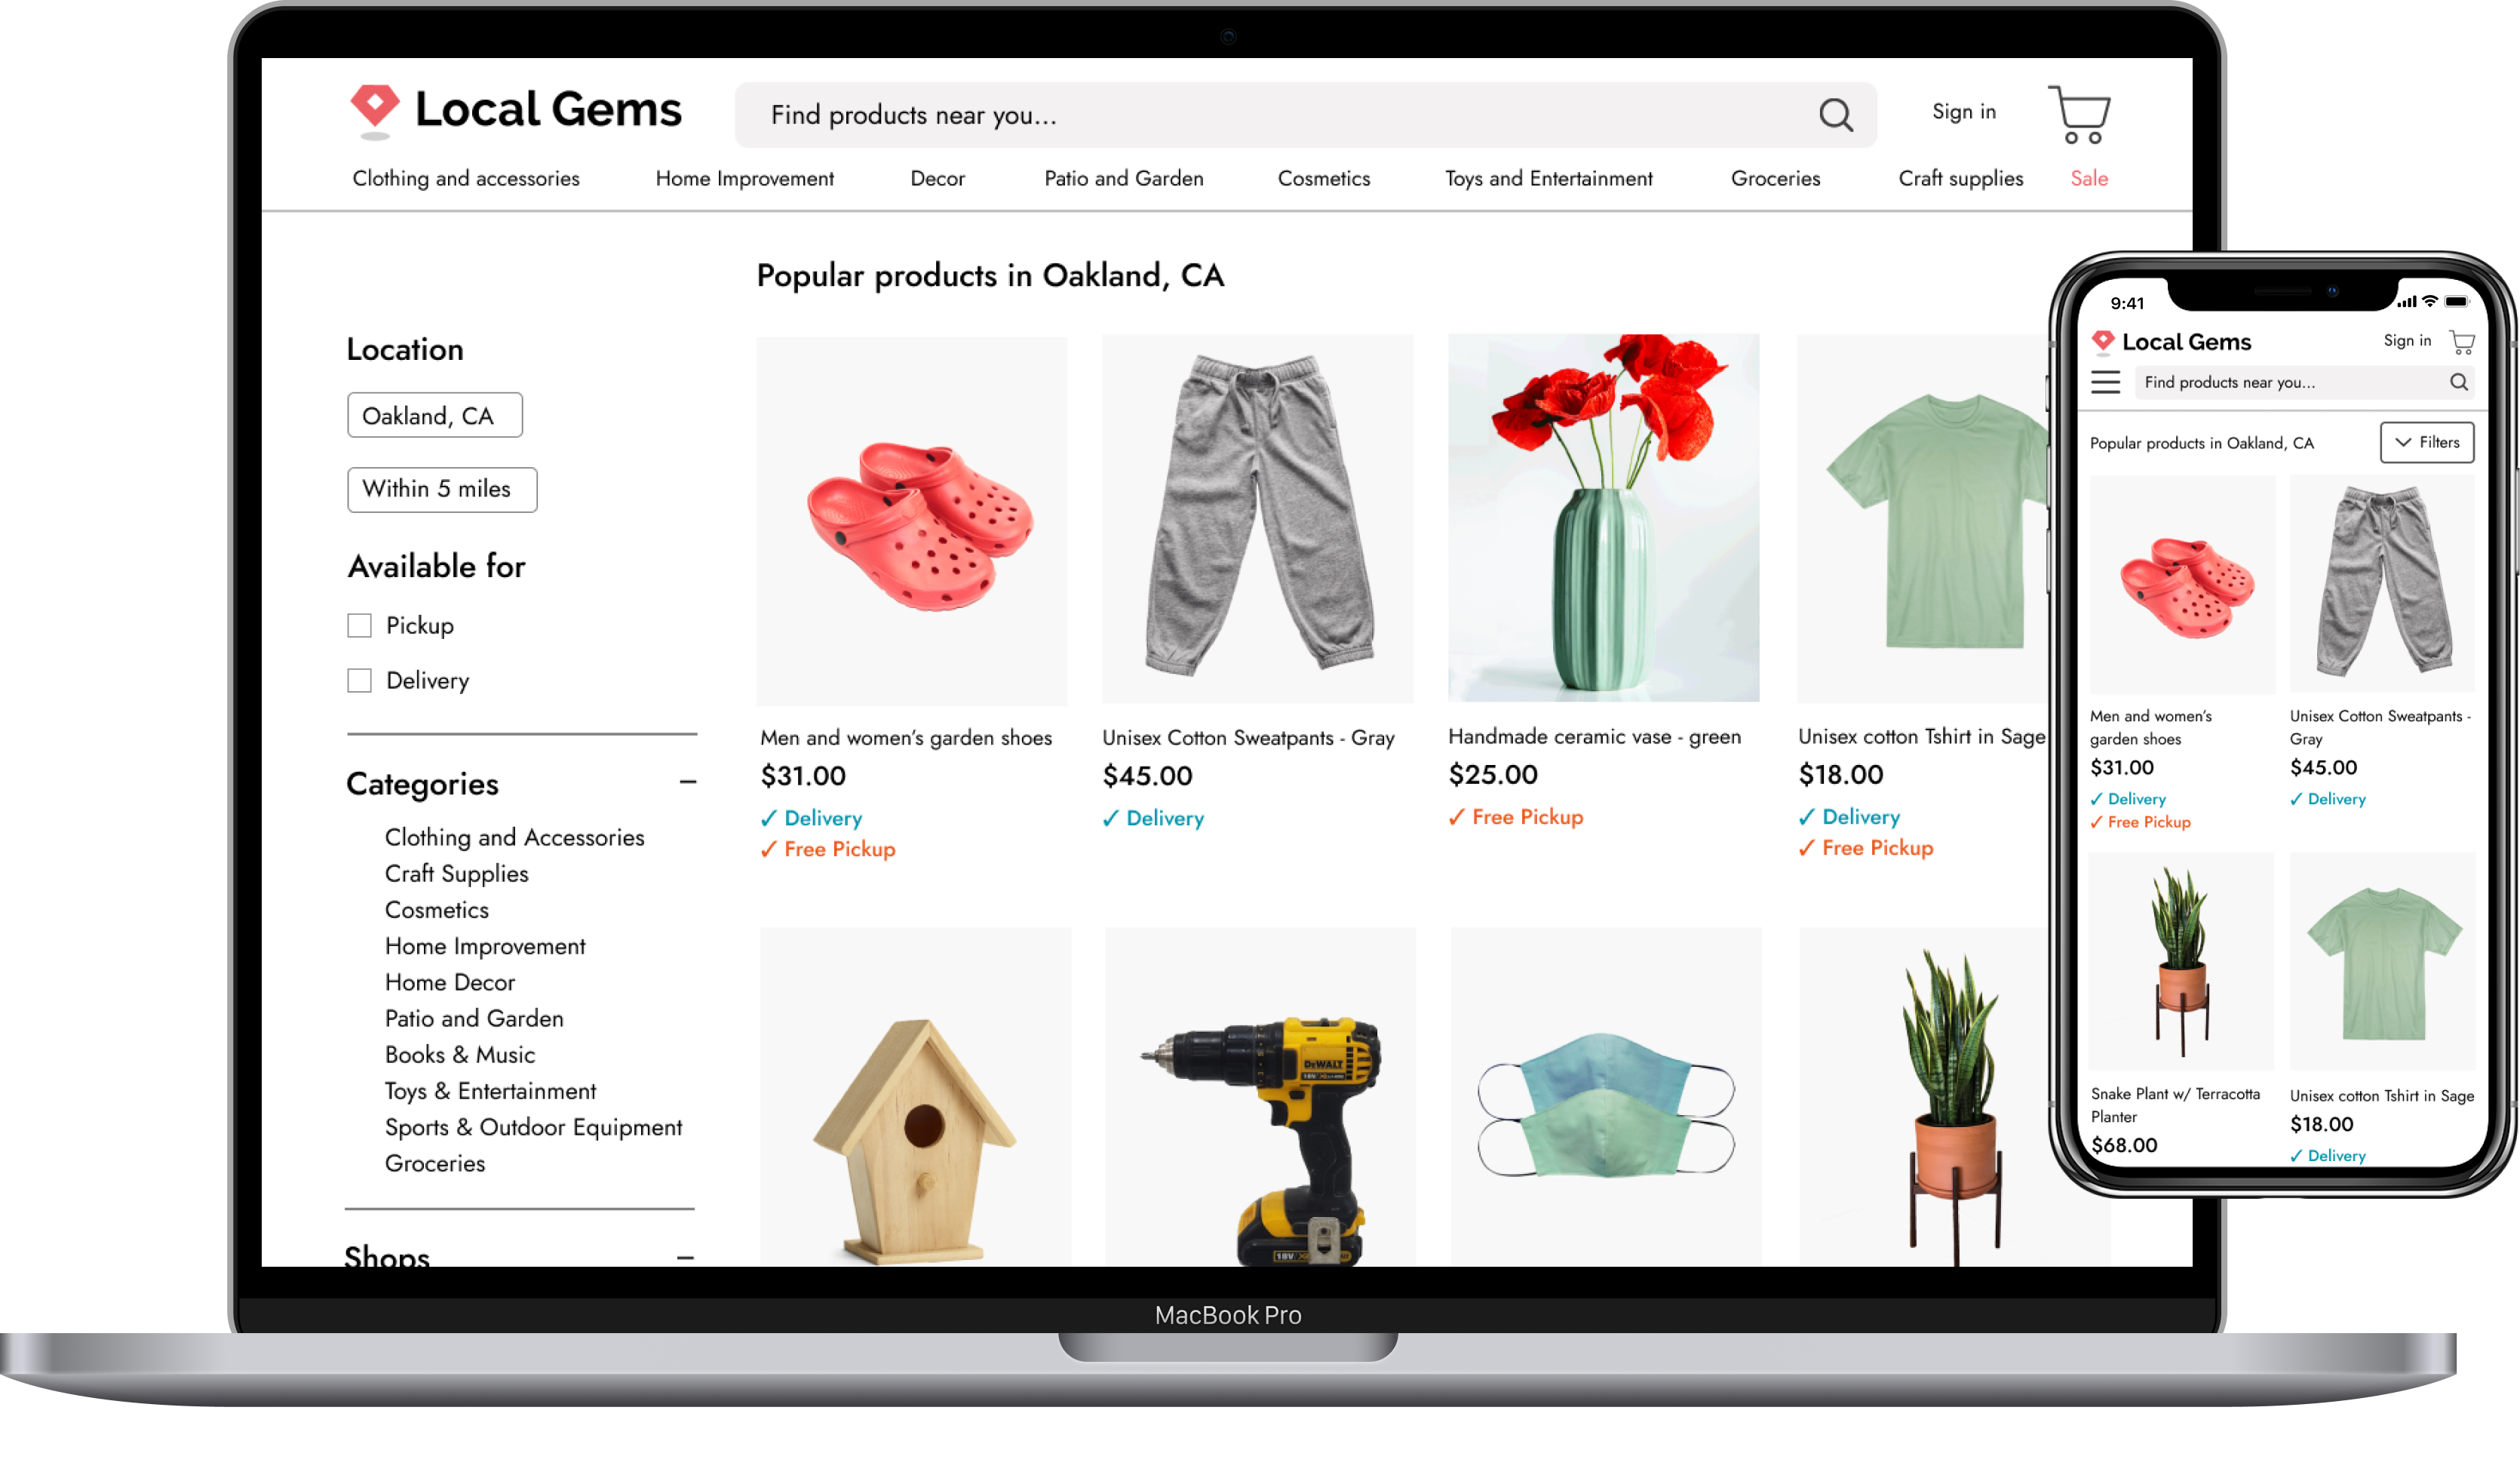 Local Gems
Find products near you...
Sign in
Clothing and accessories
Home Improvement
Decor
Patio and Garden
Cosmetics
Toys and Entertainment
Groceries
Craft supplies
Sale
Popular products in Oakland, CA
Location
Oakland, CA
Within 5 miles
Available for
Pickup
Delivery
Categories
Clothing and Accessories
Craft Supplies
Cosmetics
Home Improvement
Home Decor
Patio and Garden
Books & Music
Toys & Entertainment
Sports & Outdoor Equipment
Groceries
Shops
Men and women's garden shoes
$31.00
✓ Delivery
✓ Free Pickup
Unisex Cotton Sweatpants - Gray
$45.00
✓ Delivery
Handmade ceramic vase - green
$25.00
✓ Free Pickup
Unisex cotton Tshirt in Sage
$18.00
✓ Delivery
✓ Free Pickup
DEWALT
18V
MacBook Pro
9:41
Local Gems
Sign in
Find products near you...
Popular products in Oakland, CA
Filters
Men and women's
garden shoes
$31.00
✓ Delivery
✓ Free Pickup
Unisex Cotton Sweatpants -
Gray
$45.00
✓ Delivery
Snake Plant w/ Terracotta
Planter
$68.00
Unisex cotton Tshirt in Sage
$18.00
✓ Delivery